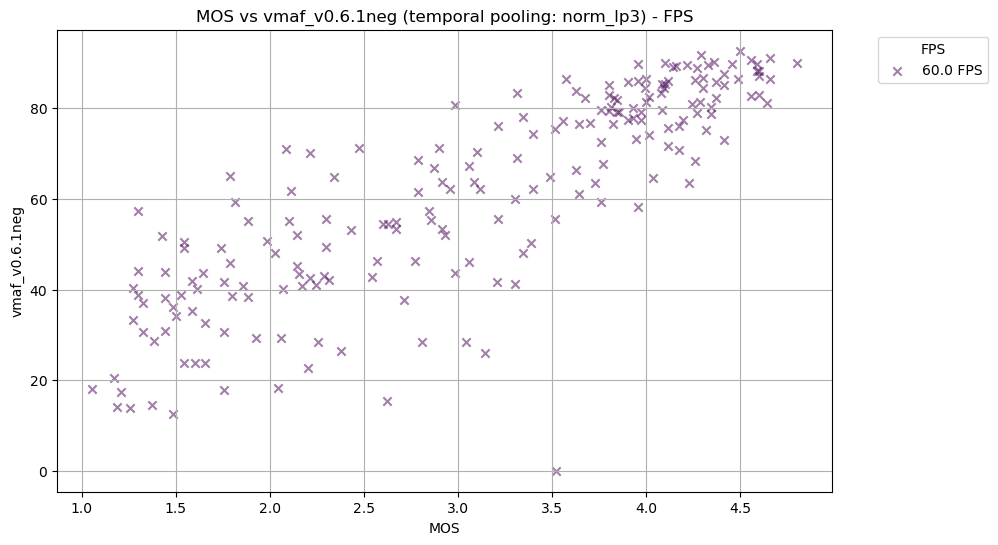 MOS vs vmaf_v0.6.1neg (temporal pooling: norm_lp3) - FPS
FPS
60.0 FPS
vmaf_v0.6.1neg
80
60
40
20
0
1.0 1.5 2.0 2.5 3.0 3.5 4.0 4.5
MOS